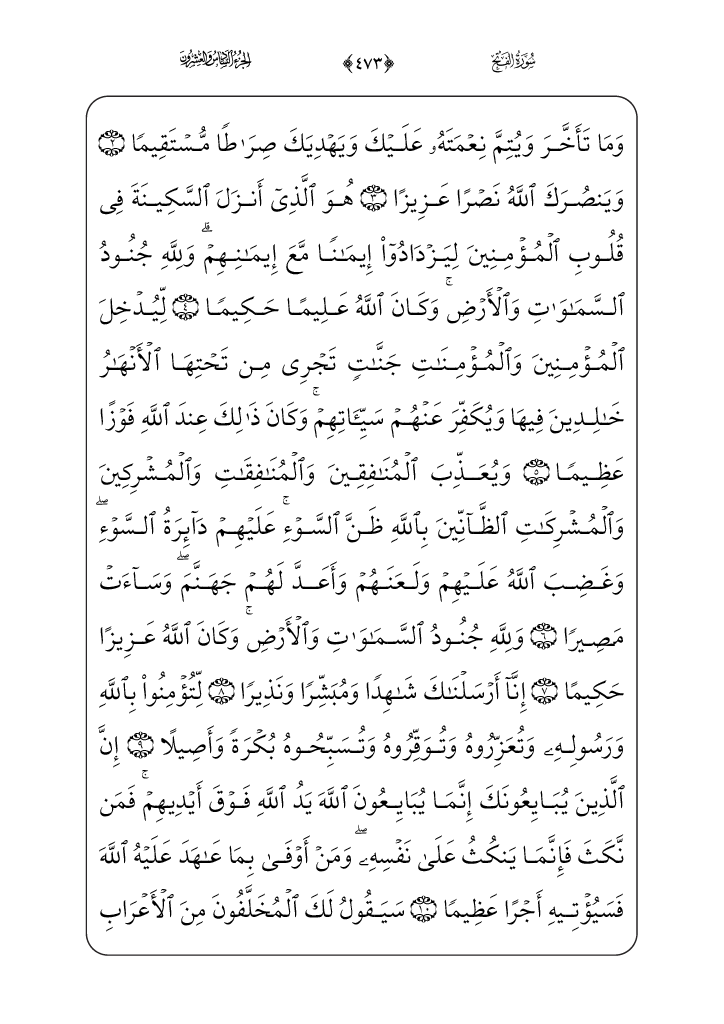 سُورَةُ الفَتْحِ ﴿٤٧٣﴾ الجُزْءُ السَّادِسُ وَالعِشْرُونَ
وَمَا تَأَخَّرَ وَيُتِمَّ نِعۡمَتَهُۥ عَلَيۡكَ وَيَهۡدِيَكَ صِرَٰطٗا مُّسۡتَقِيمٗا ٢
وَيَنصُرَكَ ٱللَّهُ نَصۡرًا عَزِيزًا ٣ هُوَ ٱلَّذِيٓ أَنزَلَ ٱلسَّكِينَةَ فِي
قُلُوبِ ٱلۡمُؤۡمِنِينَ لِيَزۡدَادُوٓاْ إِيمَٰنٗا مَّعَ إِيمَٰنِهِمۡۗ وَلِلَّهِ جُنُودُ
ٱلسَّمَٰوَٰتِ وَٱلۡأَرۡضِۚ وَكَانَ ٱللَّهُ عَلِيمًا حَكِيمٗا ٤ لِّيُدۡخِلَ
ٱلۡمُؤۡمِنِينَ وَٱلۡمُؤۡمِنَٰتِ جَنَّٰتٖ تَجۡرِي مِن تَحۡتِهَا ٱلۡأَنۡهَٰرُ
خَٰلِدِينَ فِيهَا وَيُكَفِّرَ عَنۡهُمۡ سَيِّـَٔاتِهِمۡۚ وَكَانَ ذَٰلِكَ عِندَ ٱللَّهِ فَوۡزًا
عَظِيمٗا ٥ وَيُعَذِّبَ ٱلۡمُنَٰفِقِينَ وَٱلۡمُنَٰفِقَٰتِ وَٱلۡمُشۡرِكِينَ
وَٱلۡمُشۡرِكَٰتِ ٱلظَّآنِّينَ بِٱللَّهِ ظَنَّ ٱلسَّوۡءِۚ عَلَيۡهِمۡ دَآئِرَةُ ٱلسَّوۡءِۖ
وَغَضِبَ ٱللَّهُ عَلَيۡهِمۡ وَلَعَنَهُمۡ وَأَعَدَّ لَهُمۡ جَهَنَّمَۖ وَسَآءَتۡ
مَصِيرٗا ٦ وَلِلَّهِ جُنُودُ ٱلسَّمَٰوَٰتِ وَٱلۡأَرۡضِۚ وَكَانَ ٱللَّهُ عَزِيزًا
حَكِيمًا ٧ إِنَّآ أَرۡسَلۡنَٰكَ شَٰهِدٗا وَمُبَشِّرٗا وَنَذِيرٗا ٨ لِّتُؤۡمِنُواْ بِٱللَّهِ
وَرَسُولِهِۦ وَتُعَزِّرُوهُ وَتُوَقِّرُوهُ وَتُسَبِّحُوهُ بُكۡرَةٗ وَأَصِيلًا ٩ إِنَّ
ٱلَّذِينَ يُبَايِعُونَكَ إِنَّمَا يُبَايِعُونَ ٱللَّهَ يَدُ ٱللَّهِ فَوۡقَ أَيۡدِيهِمۡۚ فَمَن
نَّكَثَ فَإِنَّمَا يَنكُثُ عَلَىٰ نَفۡسِهِۦۖ وَمَنۡ أَوۡفَىٰ بِمَا عَٰهَدَ عَلَيۡهُ ٱللَّهَ
فَسَيُؤۡتِيهِ أَجۡرًا عَظِيمٗا ١٠ سَيَقُولُ لَكَ ٱلۡمُخَلَّفُونَ مِنَ ٱلۡأَعۡرَابِ